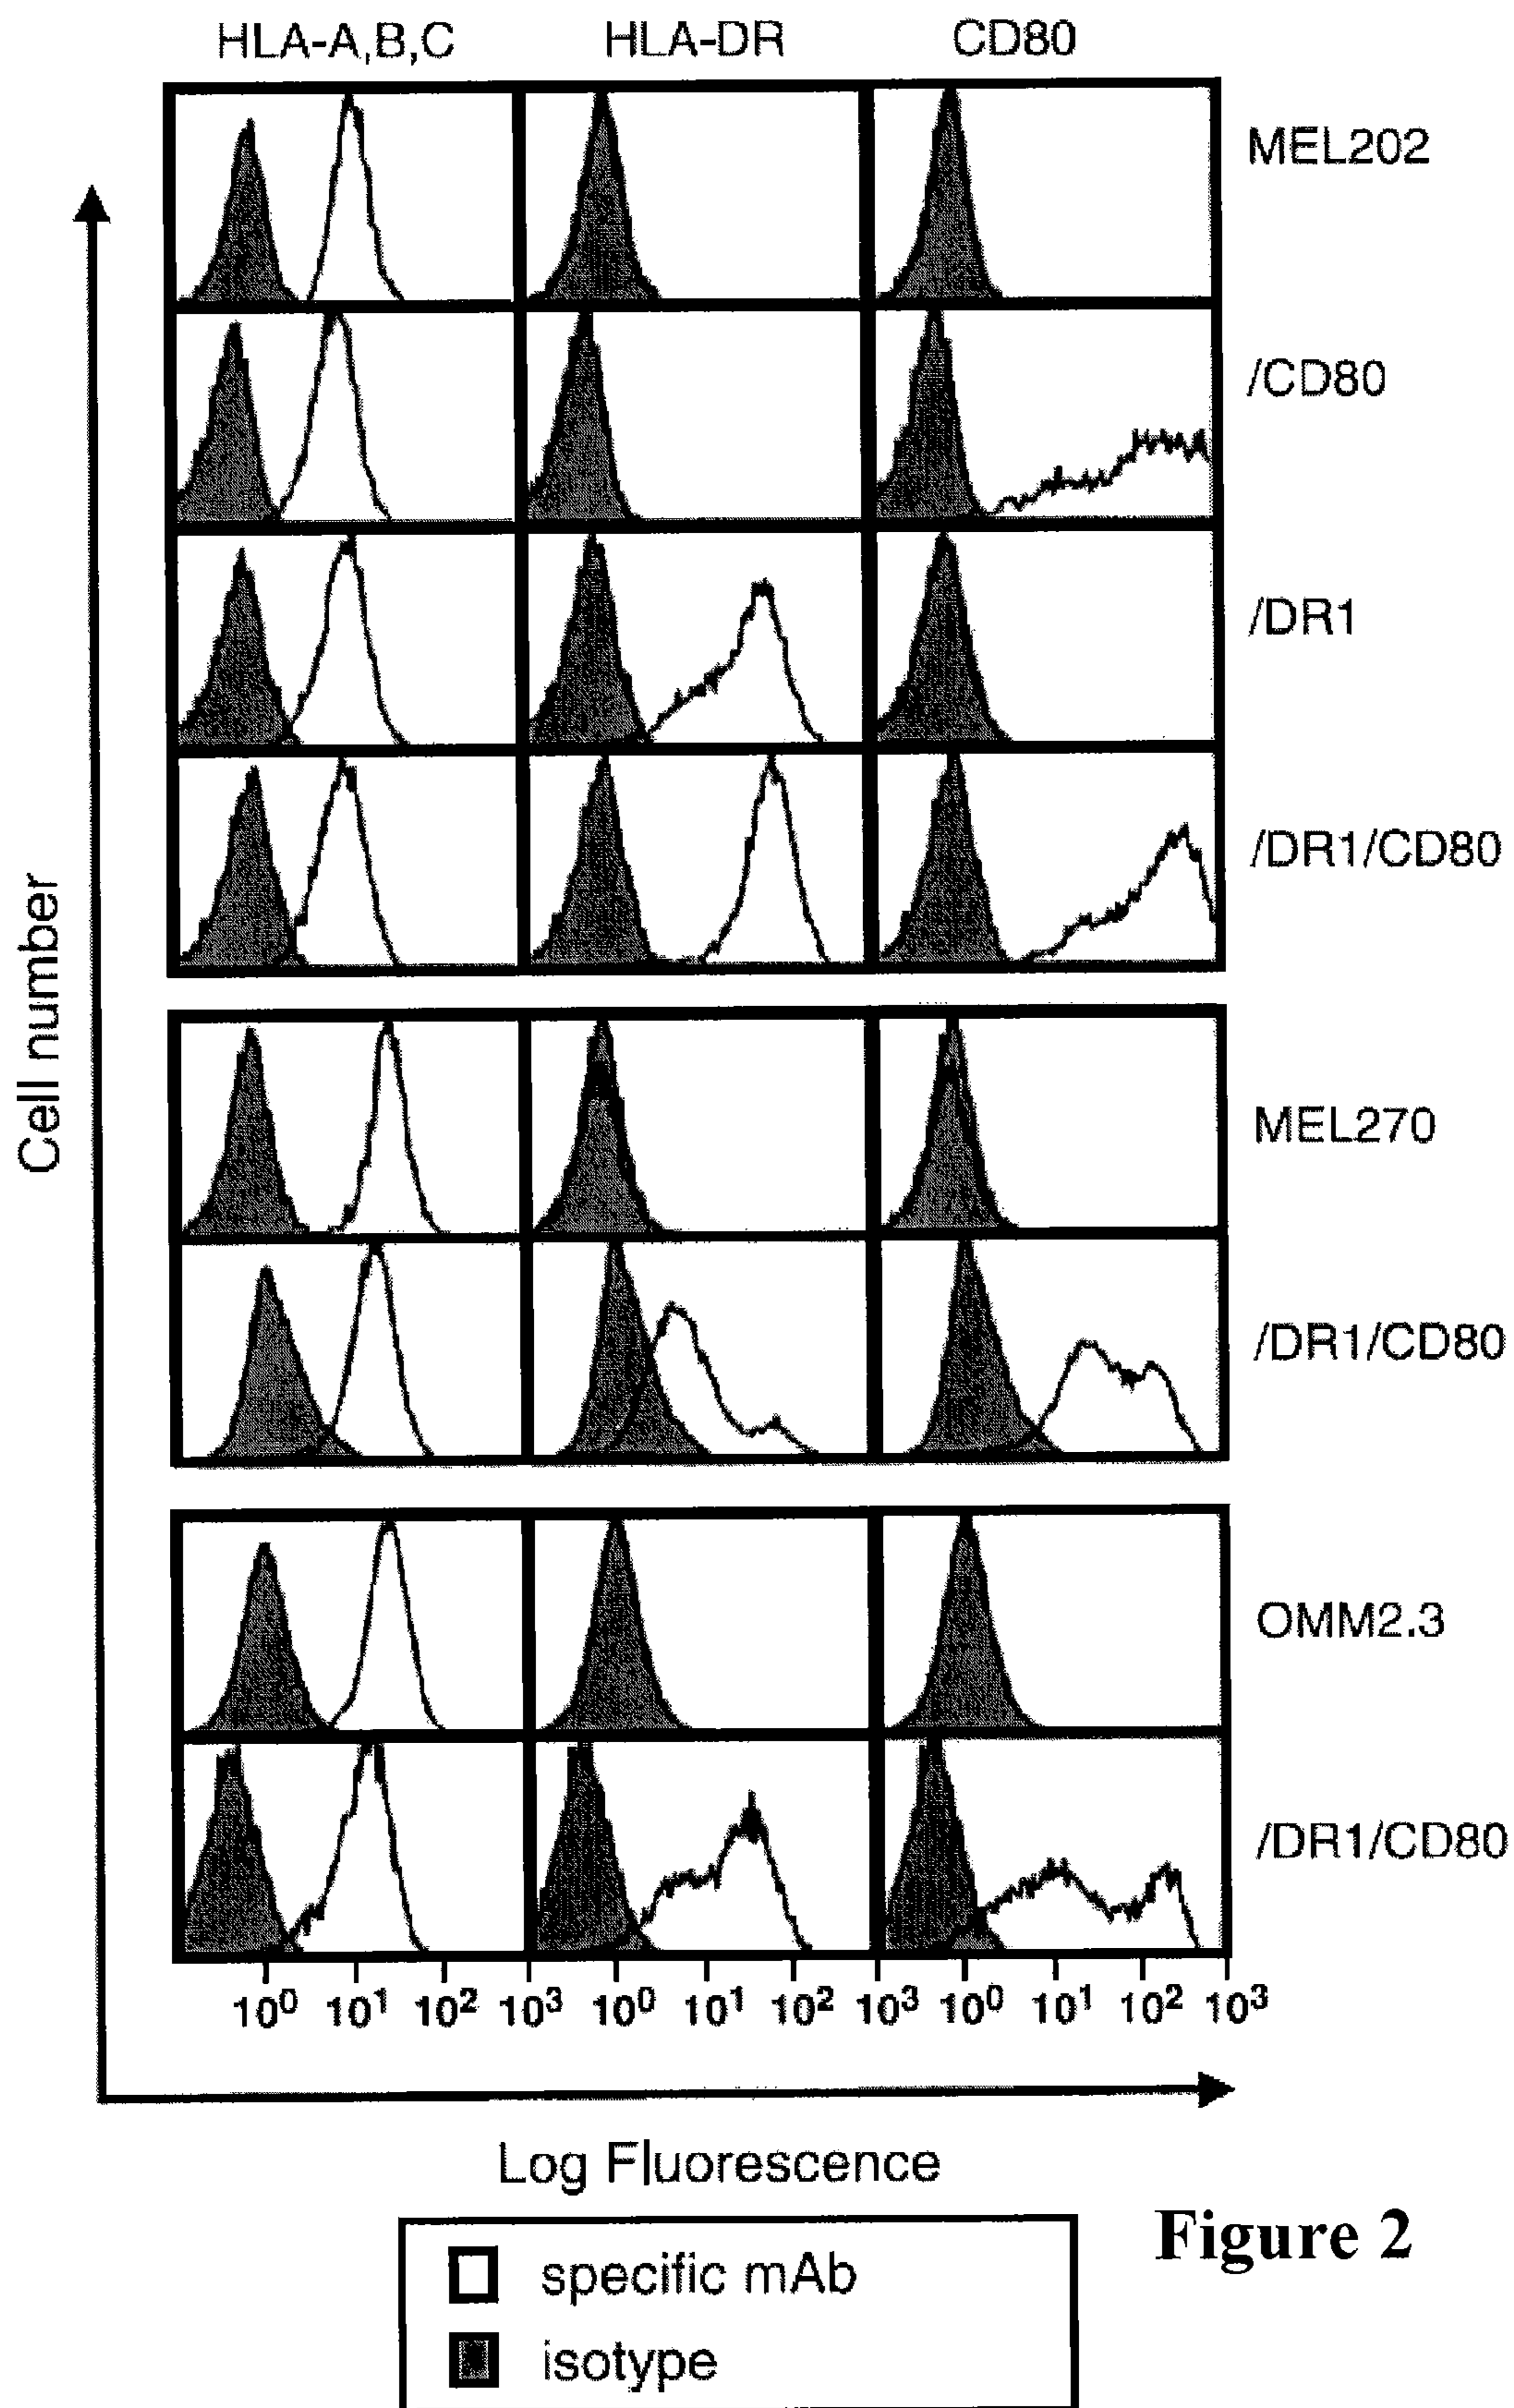 HLA-A,B,C HLA-DR CD80
MEL202
/CD80
/DR1
/DR1/CD80
MEL270
/DR1/CD80
OMM2.3
/DR1/CD80
Cell number
10⁰ 10¹ 10² 10³ 10⁰ 10¹ 10² 10³ 10⁰ 10¹ 10² 10³
Log Fluorescence
Figure 2
specific mAb
isotype